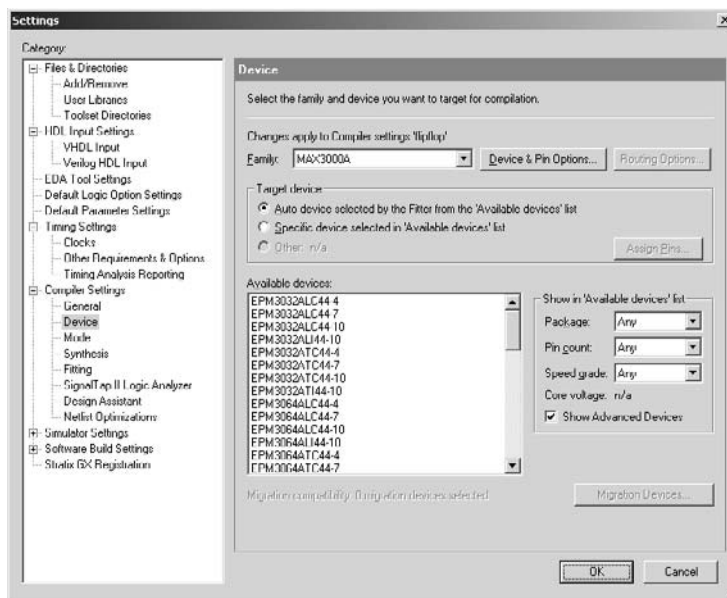 Settings
Category:
Files & Directories
Add/Remove
User Libraries
Toolset Directories
HDL Input Settings
VHDL Input
Verilog HDL Input
EDA Tool Settings
Default Logic Option Settings
Default Parameter Settings
Timing Settings
Clocks
Other Requirements & Options
Timing Analysis Reporting
Compiler Settings
General
Device
Mode
Synthesis
Fitting
SignalTap II Logic Analyzer
Design Assistant
Netlist Optimizations
Simulator Settings
Software Build Settings
Stratix GX Registration
Device
Select the family and device you want to target for compilation.
Changes apply to Compiler settings 'flipflop'
Family: MAX3000A Device & Pin Options... Routing Options...
Target device
Auto device selected by the Fitter from the 'Available devices' list
Specific device selected in 'Available devices' list
Other: n/a
Assign Pins...
Available devices:
EPM3032ALC44-4
EPM3032ALC44-7
EPM3032ALC44-10
EPM3032ALI44-10
EPM3032ATC44-4
EPM3032ATC44-7
EPM3032ATC44-10
EPM3032ATI44-10
EPM3064ALC44-4
EPM3064ALC44-7
EPM3064ALC44-10
EPM3064ALI44-10
EPM3064ATC44-4
EPM3064ATC44-7
Show in 'Available devices' list
Package: Any
Pin count: Any
Speed grade: Any
Core voltage: n/a
Show Advanced Devices
Migration compatibility: 0 migration devices selected
Migration Devices...
OK Cancel